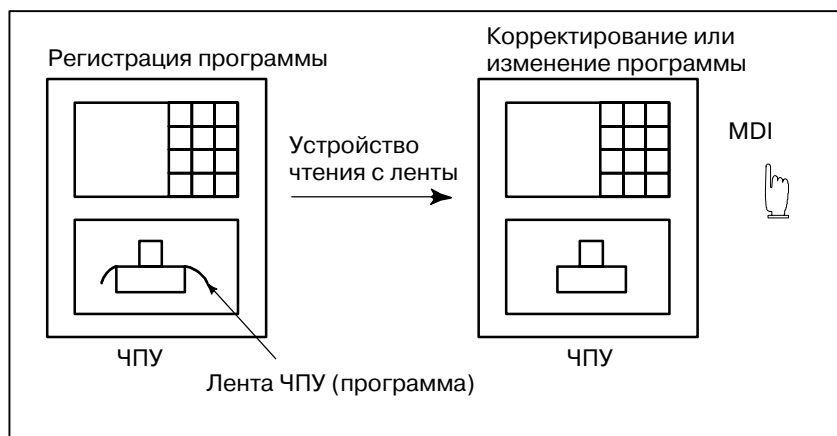 Регистрация программы
Корректирование или
изменение программы
Устройство
чтения с ленты
MDI
ЧПУ
ЧПУ
Лента ЧПУ (программа)